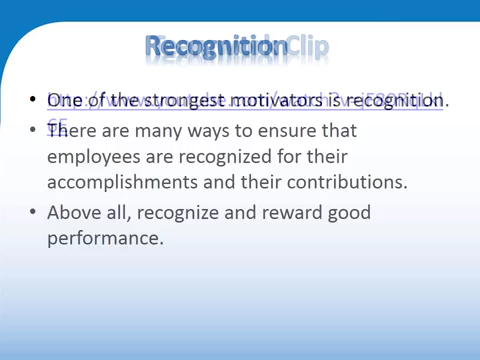 Recognition Clip
One of the strongest motivators is recognition.
There are many ways to ensure that
employees are recognized for their
accomplishments and their contributions.
Above all, recognize and reward good
performance.